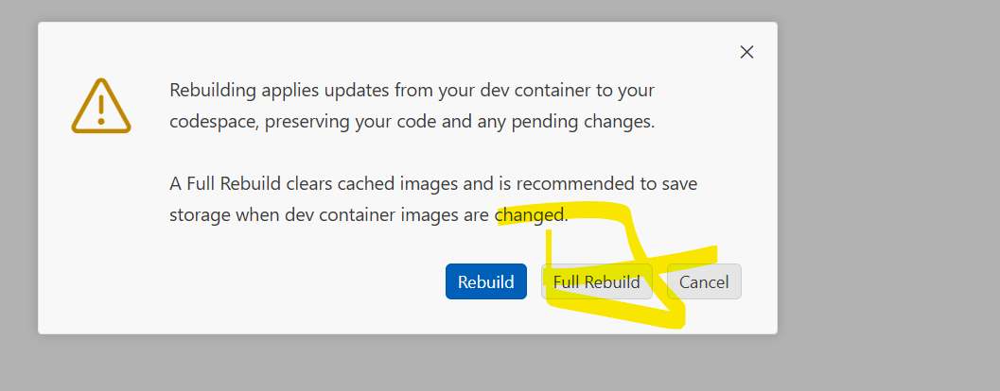 Rebuilding applies updates from your dev container to your
codespace, preserving your code and any pending changes.
A Full Rebuild clears cached images and is recommended to save
storage when dev container images are changed.
Rebuild Full Rebuild Cancel